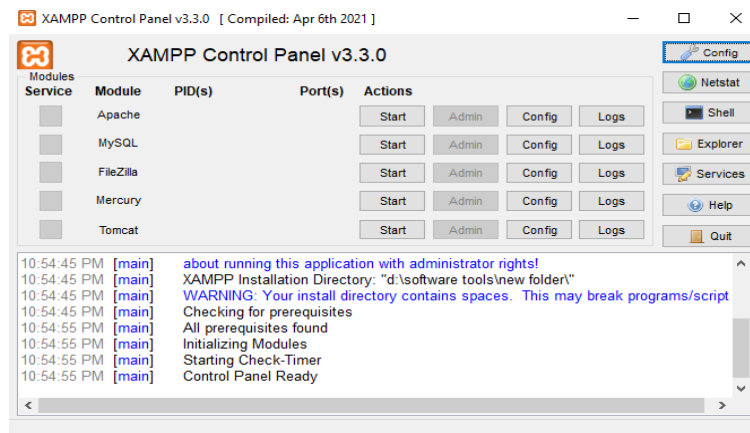 XAMPP Control Panel v3.3.0 [ Compiled: Apr 6th 2021 ]
XAMPP Control Panel v3.3.0
Config
Modules
Service Module PID(s) Port(s) Actions
Netstat
Apache Start Admin Config Logs
Shell
MySQL Start Admin Config Logs
Explorer
FileZilla Start Admin Config Logs
Services
Mercury Start Admin Config Logs
Help
Tomcat Start Admin Config Logs
Quit
10:54:45 PM [main] about running this application with administrator rights!
10:54:45 PM [main] XAMPP Installation Directory: "d:\software tools\new folder\"
10:54:45 PM [main] WARNING: Your install directory contains spaces. This may break programs/script
10:54:45 PM [main] Checking for prerequisites
10:54:55 PM [main] All prerequisites found
10:54:55 PM [main] Initializing Modules
10:54:55 PM [main] Starting Check-Timer
10:54:55 PM [main] Control Panel Ready